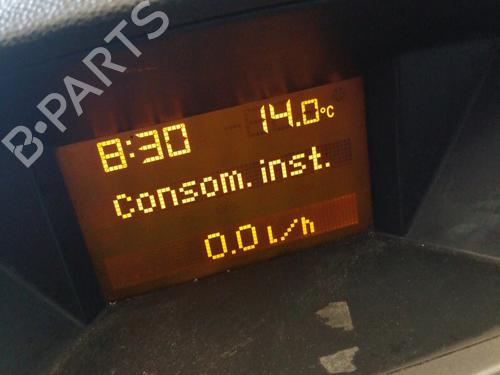 B-PARTS
8:30 14.0°C
Consom. inst.
0.0 l/h